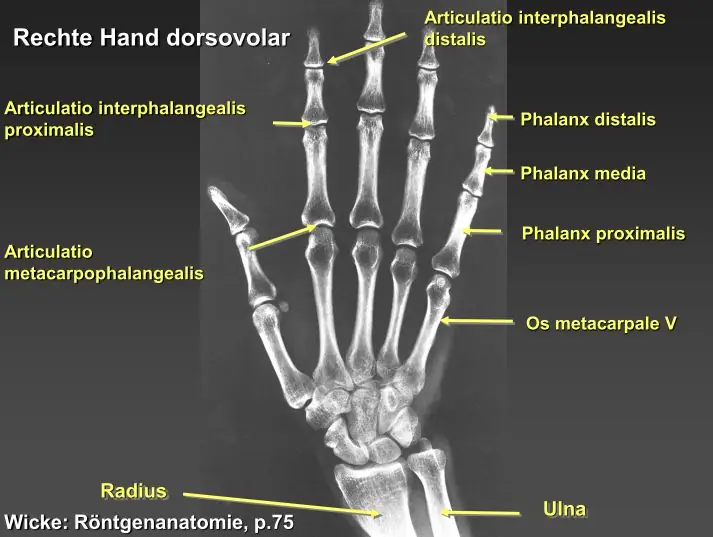 Rechte Hand dorsovolar
Articulatio interphalangealis
distalis
Articulatio interphalangealis
proximalis
Phalanx distalis
Phalanx media
Phalanx proximalis
Articulatio
metacarpophalangealis
Os metacarpale V
Radius
Ulna
Wicke: Röntgenanatomie, p.75